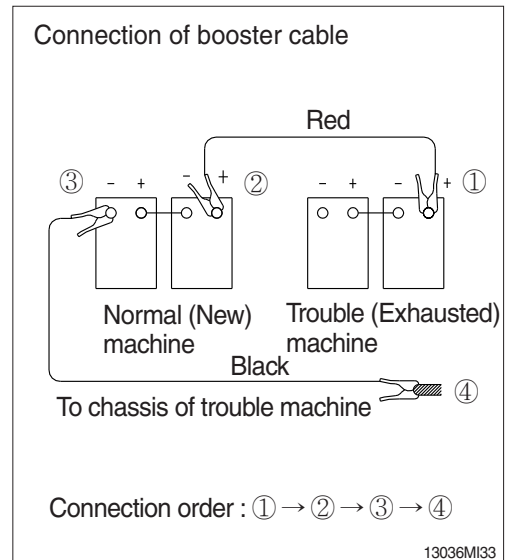 Connection of booster cable
Red
③ - + - + ② - + - + ①
Normal (New)
machine
Trouble (Exhausted)
machine
Black
To chassis of trouble machine
④
Connection order : ① → ② → ③ → ④
13036MI33